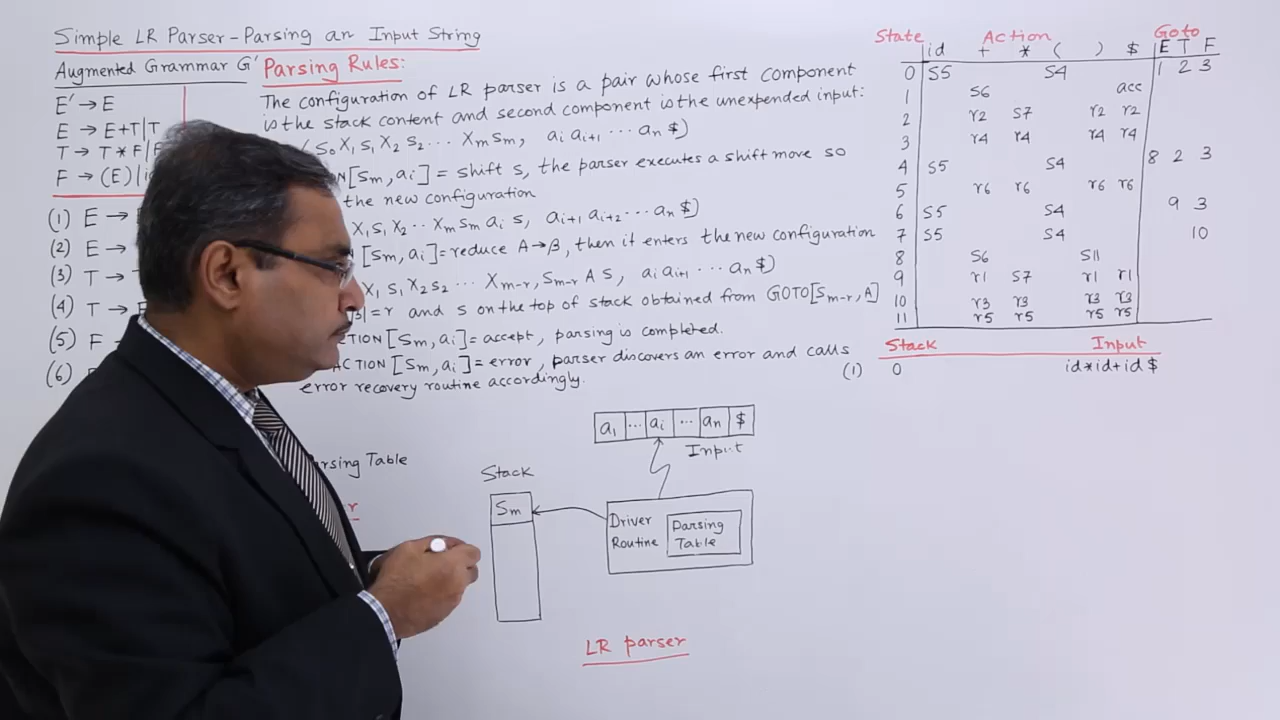 Simple LR Parser-Parsing an Input String
Augmented Grammar G'
E' → E
E → E+T|T
T → T*F|F
F → (E)|i
(1) E →
(2) E →
(3) T →
(4) T →
(5) F →
(6)
Parsing Rules:
The configuration of LR parser is a pair whose first component
is the stack content and second component is the unexpended input:
(S0 X1 S1 X2 S2 ... Xm Sm, ai ai+1 ... an $)
[Sm, ai] = shift s, the parser executes a shift move so
the new configuration
X1 S1 X2 ... Xm Sm ai s, ai+1 ai+2 ... an $)
[Sm, ai] = reduce A→β, then it enters the new configuration
X1 S1 X2 S2 ... Xm-r, Sm-r A s, ai ai+1 ... an $)
= r and s on the top of stack obtained from GOTO[Sm-r, A]
CTION [Sm, ai] = accept, parsing is completed.
ACTION [Sm, ai] = error, parser discovers an error and calls
error recovery routine accordingly.
arsing Table
r
a1 ... ai ... an $
Input
Stack
Sm
Driver
Routine
Parsing
Table
LR parser
State Action Goto
id + * ( ) $ E T F
0 S5 S4 1 2 3
1 S6 acc
2 r2 S7 r2 r2
3 r4 r4 r4 r4
4 S5 S4 8 2 3
5 r6 r6 r6 r6
6 S5 S4 9 3
7 S5 S4 10
8 S6 S11
9 r1 S7 r1 r1
10 r3 r3 r3 r3
11 r5 r5 r5 r5
Stack Input
(1) 0 id*id+id $